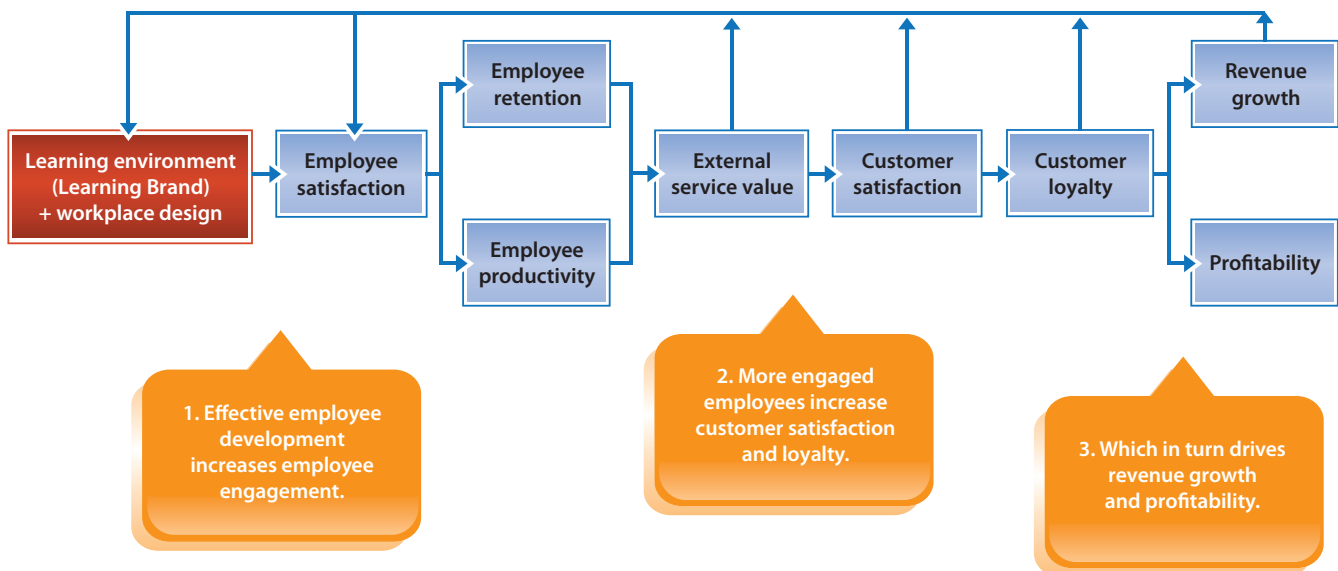 Learning environment
(Learning Brand)
+ workplace design
Employee
satisfaction
Employee
retention
Employee
productivity
External
service value
Customer
satisfaction
Customer
loyalty
Revenue
growth
Profitability
1. Effective employee
development
increases employee
engagement.
2. More engaged
employees increase
customer satisfaction
and loyalty.
3. Which in turn drives
revenue growth
and profitability.